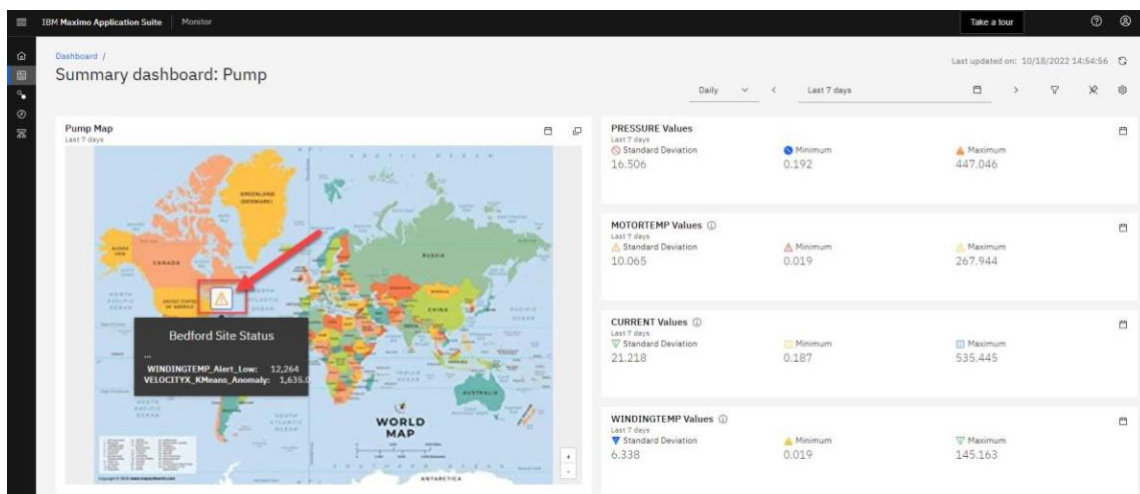 IBM Maximo Application Suite Monitor Take a tour
Dashboard /
Summary dashboard: Pump
Last updated on: 10/18/2022 14:54:56
Daily Last 7 days
Pump Map
Last 7 days
GREENLAND
(DENMARK)
CANADA
RUSSIA
CHINA
AUSTRALIA
WORLD
MAP
ANTARCTICA
Bedford Site Status
...
WINDINGTEMP_Alert_Low: 12,264
VELOCITYX_KMeans_Anomaly: 1,635.0
+
-
PRESSURE Values
Last 7 days
Standard Deviation Minimum Maximum
16.506 0.192 447.046
MOTORTEMP Values
Last 7 days
Standard Deviation Minimum Maximum
10.065 0.019 267.944
CURRENT Values
Last 7 days
Standard Deviation Minimum Maximum
21.218 0.187 535.445
WINDINGTEMP Values
Last 7 days
Standard Deviation Minimum Maximum
6.338 0.019 145.163